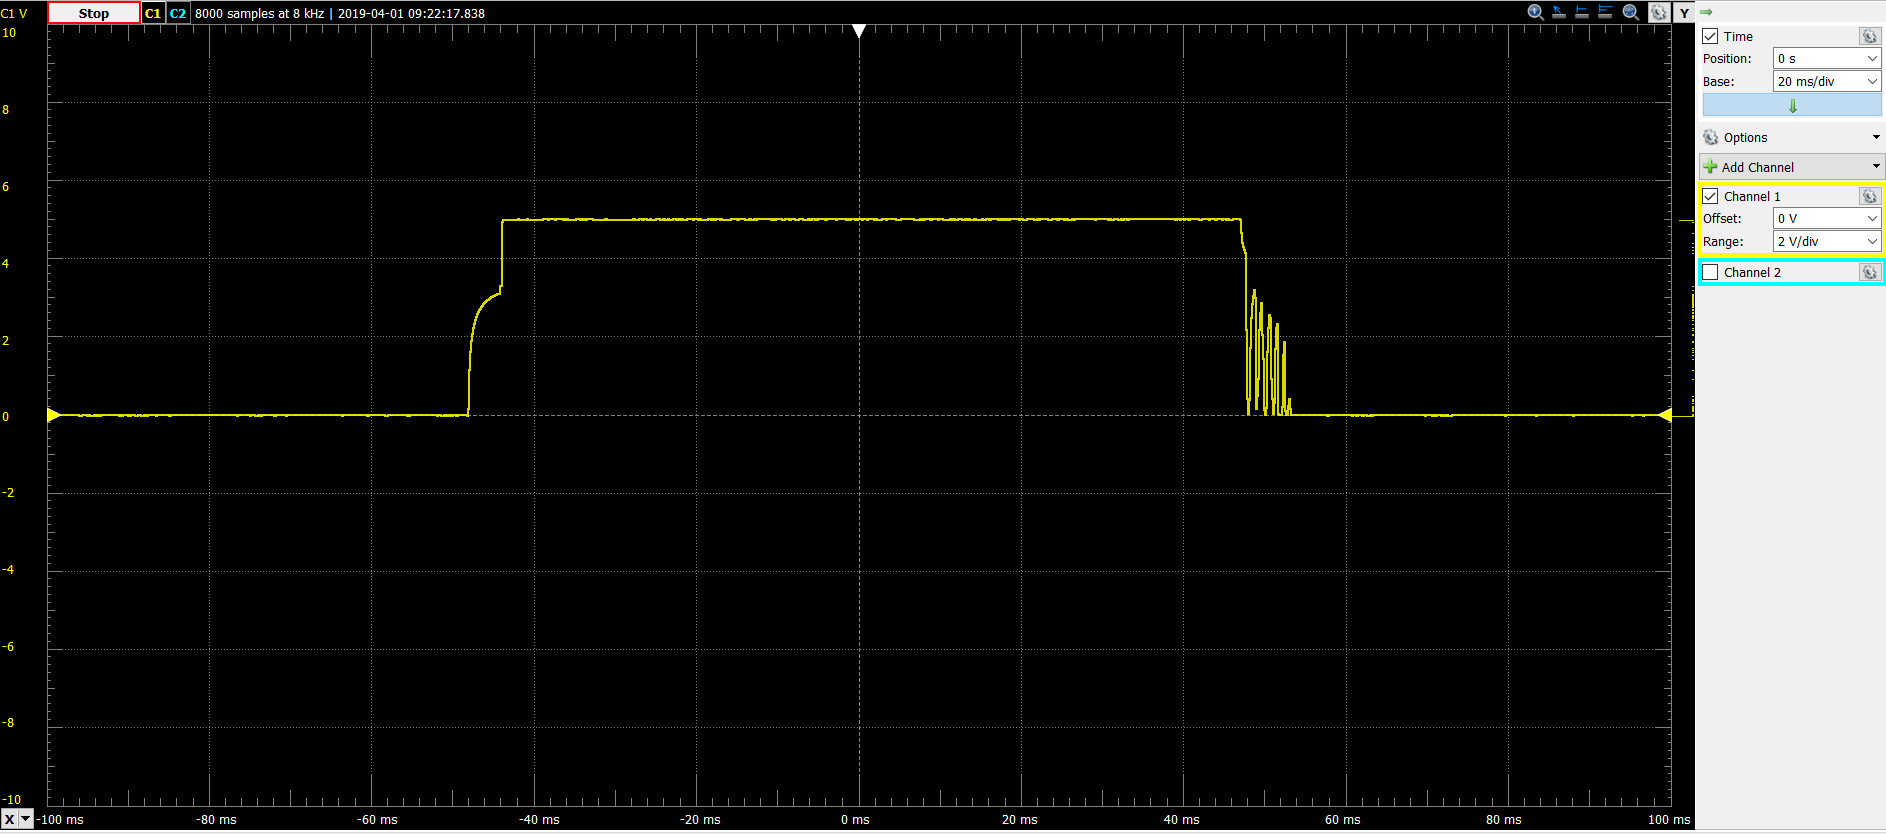 C1 V
Stop C1 C2 8000 samples at 8 kHz | 2019-04-01 09:22:17.838
Y
10
8
6
4
2
0
-2
-4
-6
-8
-10
X
-100 ms -80 ms -60 ms -40 ms -20 ms 0 ms 20 ms 40 ms 60 ms 80 ms 100 ms
Time
Position: 0 s
Base: 20 ms/div
Options
Add Channel
Channel 1
Offset: 0 V
Range: 2 V/div
Channel 2